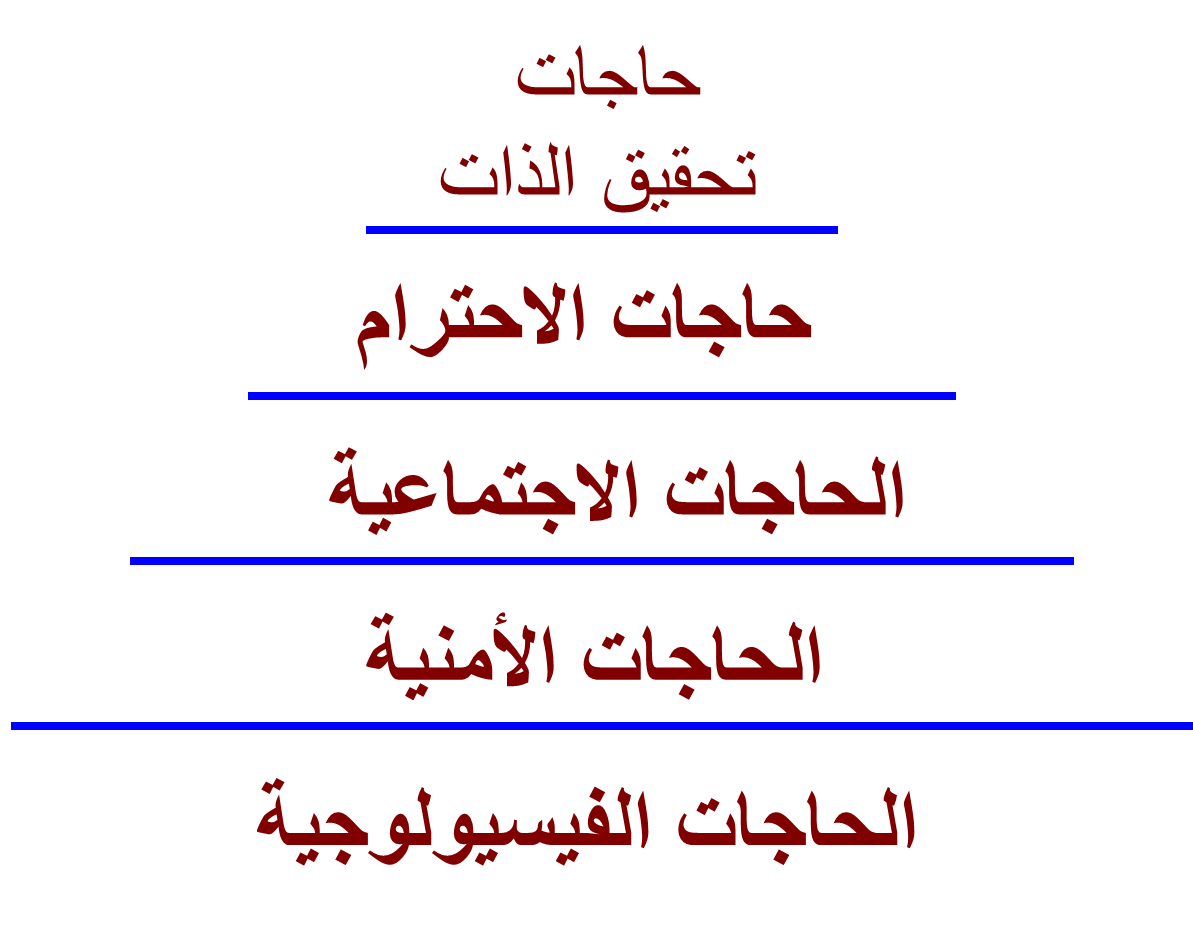 حاجات
تحقيق الذات
حاجات الاحترام
الحاجات الاجتماعية
الحاجات الأمنية
الحاجات الفيسيولوجية